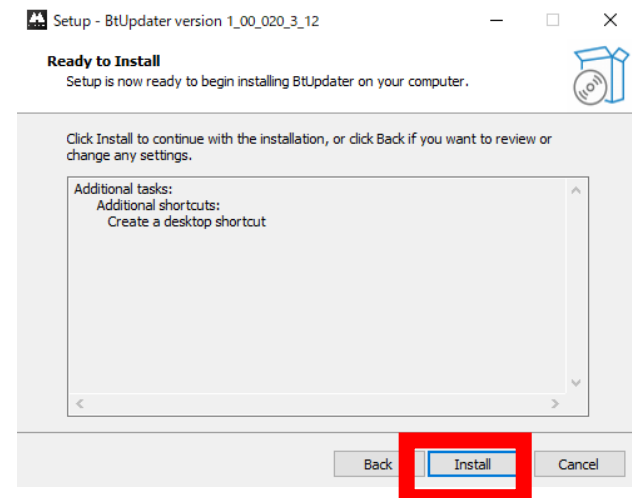 Setup - BtUpdater version 1_00_020_3_12
Ready to Install
Setup is now ready to begin installing BtUpdater on your computer.
Click Install to continue with the installation, or click Back if you want to review or
change any settings.
Additional tasks:
Additional shortcuts:
Create a desktop shortcut
Back
Install
Cancel